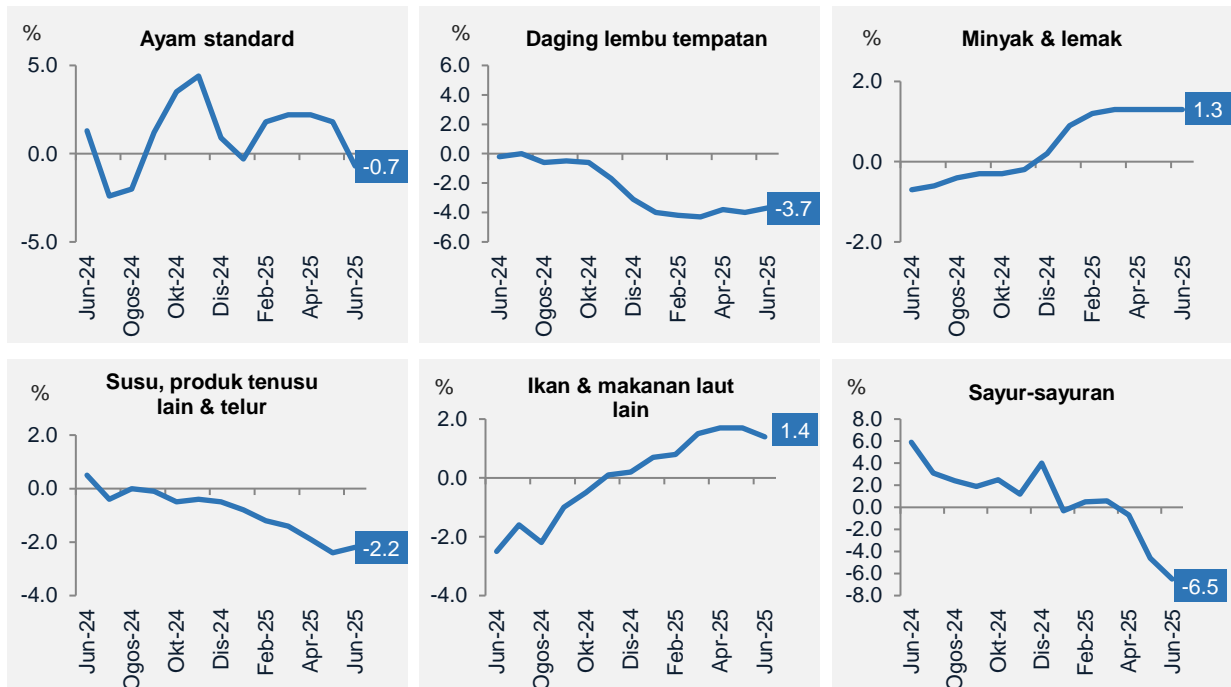 Ayam standard
%
5.0
0.0
-5.0
-0.7
Jun-24
Ogos-24
Okt-24
Dis-24
Feb-25
Apr-25
Jun-25
Daging lembu tempatan
%
6.0
4.0
2.0
0.0
-2.0
-4.0
-6.0
-3.7
Jun-24
Ogos-24
Okt-24
Dis-24
Feb-25
Apr-25
Jun-25
Minyak & lemak
%
2.0
0.0
-2.0
1.3
Jun-24
Ogos-24
Okt-24
Dis-24
Feb-25
Apr-25
Jun-25
Susu, produk tenusu
lain & telur
%
2.0
0.0
-2.0
-4.0
-2.2
Jun-24
Ogos-24
Okt-24
Dis-24
Feb-25
Apr-25
Jun-25
Ikan & makanan laut
lain
%
2.0
0.0
-2.0
-4.0
1.4
Jun-24
Ogos-24
Okt-24
Dis-24
Feb-25
Apr-25
Jun-25
Sayur-sayuran
%
8.0
6.0
4.0
2.0
0.0
-2.0
-4.0
-6.0
-8.0
-6.5
Jun-24
Ogos-24
Okt-24
Dis-24
Feb-25
Apr-25
Jun-25